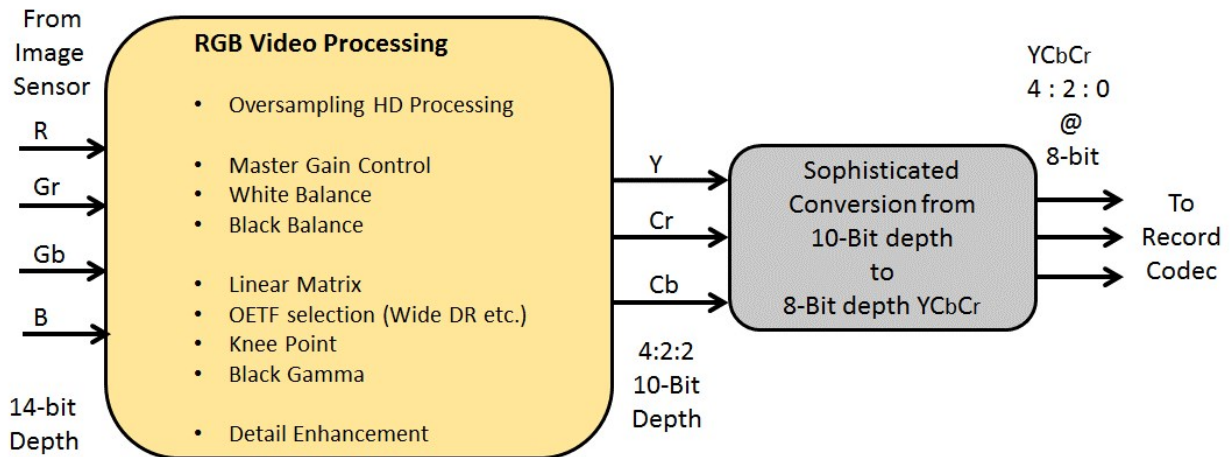 From
Image
Sensor
R
Gr
Gb
B
14-bit
Depth
RGB Video Processing
• Oversampling HD Processing
• Master Gain Control
• White Balance
• Black Balance
• Linear Matrix
• OETF selection (Wide DR etc.)
• Knee Point
• Black Gamma
• Detail Enhancement
Y
Cr
Cb
4:2:2
10-Bit
Depth
Sophisticated
Conversion from
10-Bit depth
to
8-Bit depth YCbCr
YCbCr
4 : 2 : 0
@
8-bit
To
Record
Codec